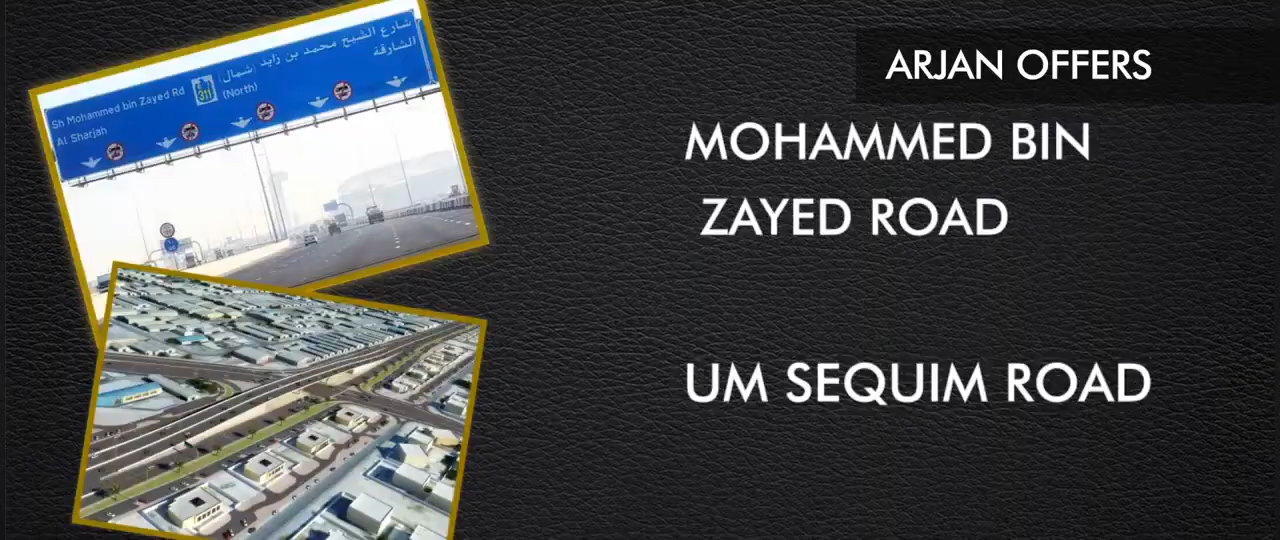 ARJAN OFFERS
MOHAMMED BIN
ZAYED ROAD
UM SEQUIM ROAD
شارع الشيخ محمد بن زايد (شمال)
الشارقة
Sh Mohammed bin Zayed Rd
311
(North)
Al Sharjah